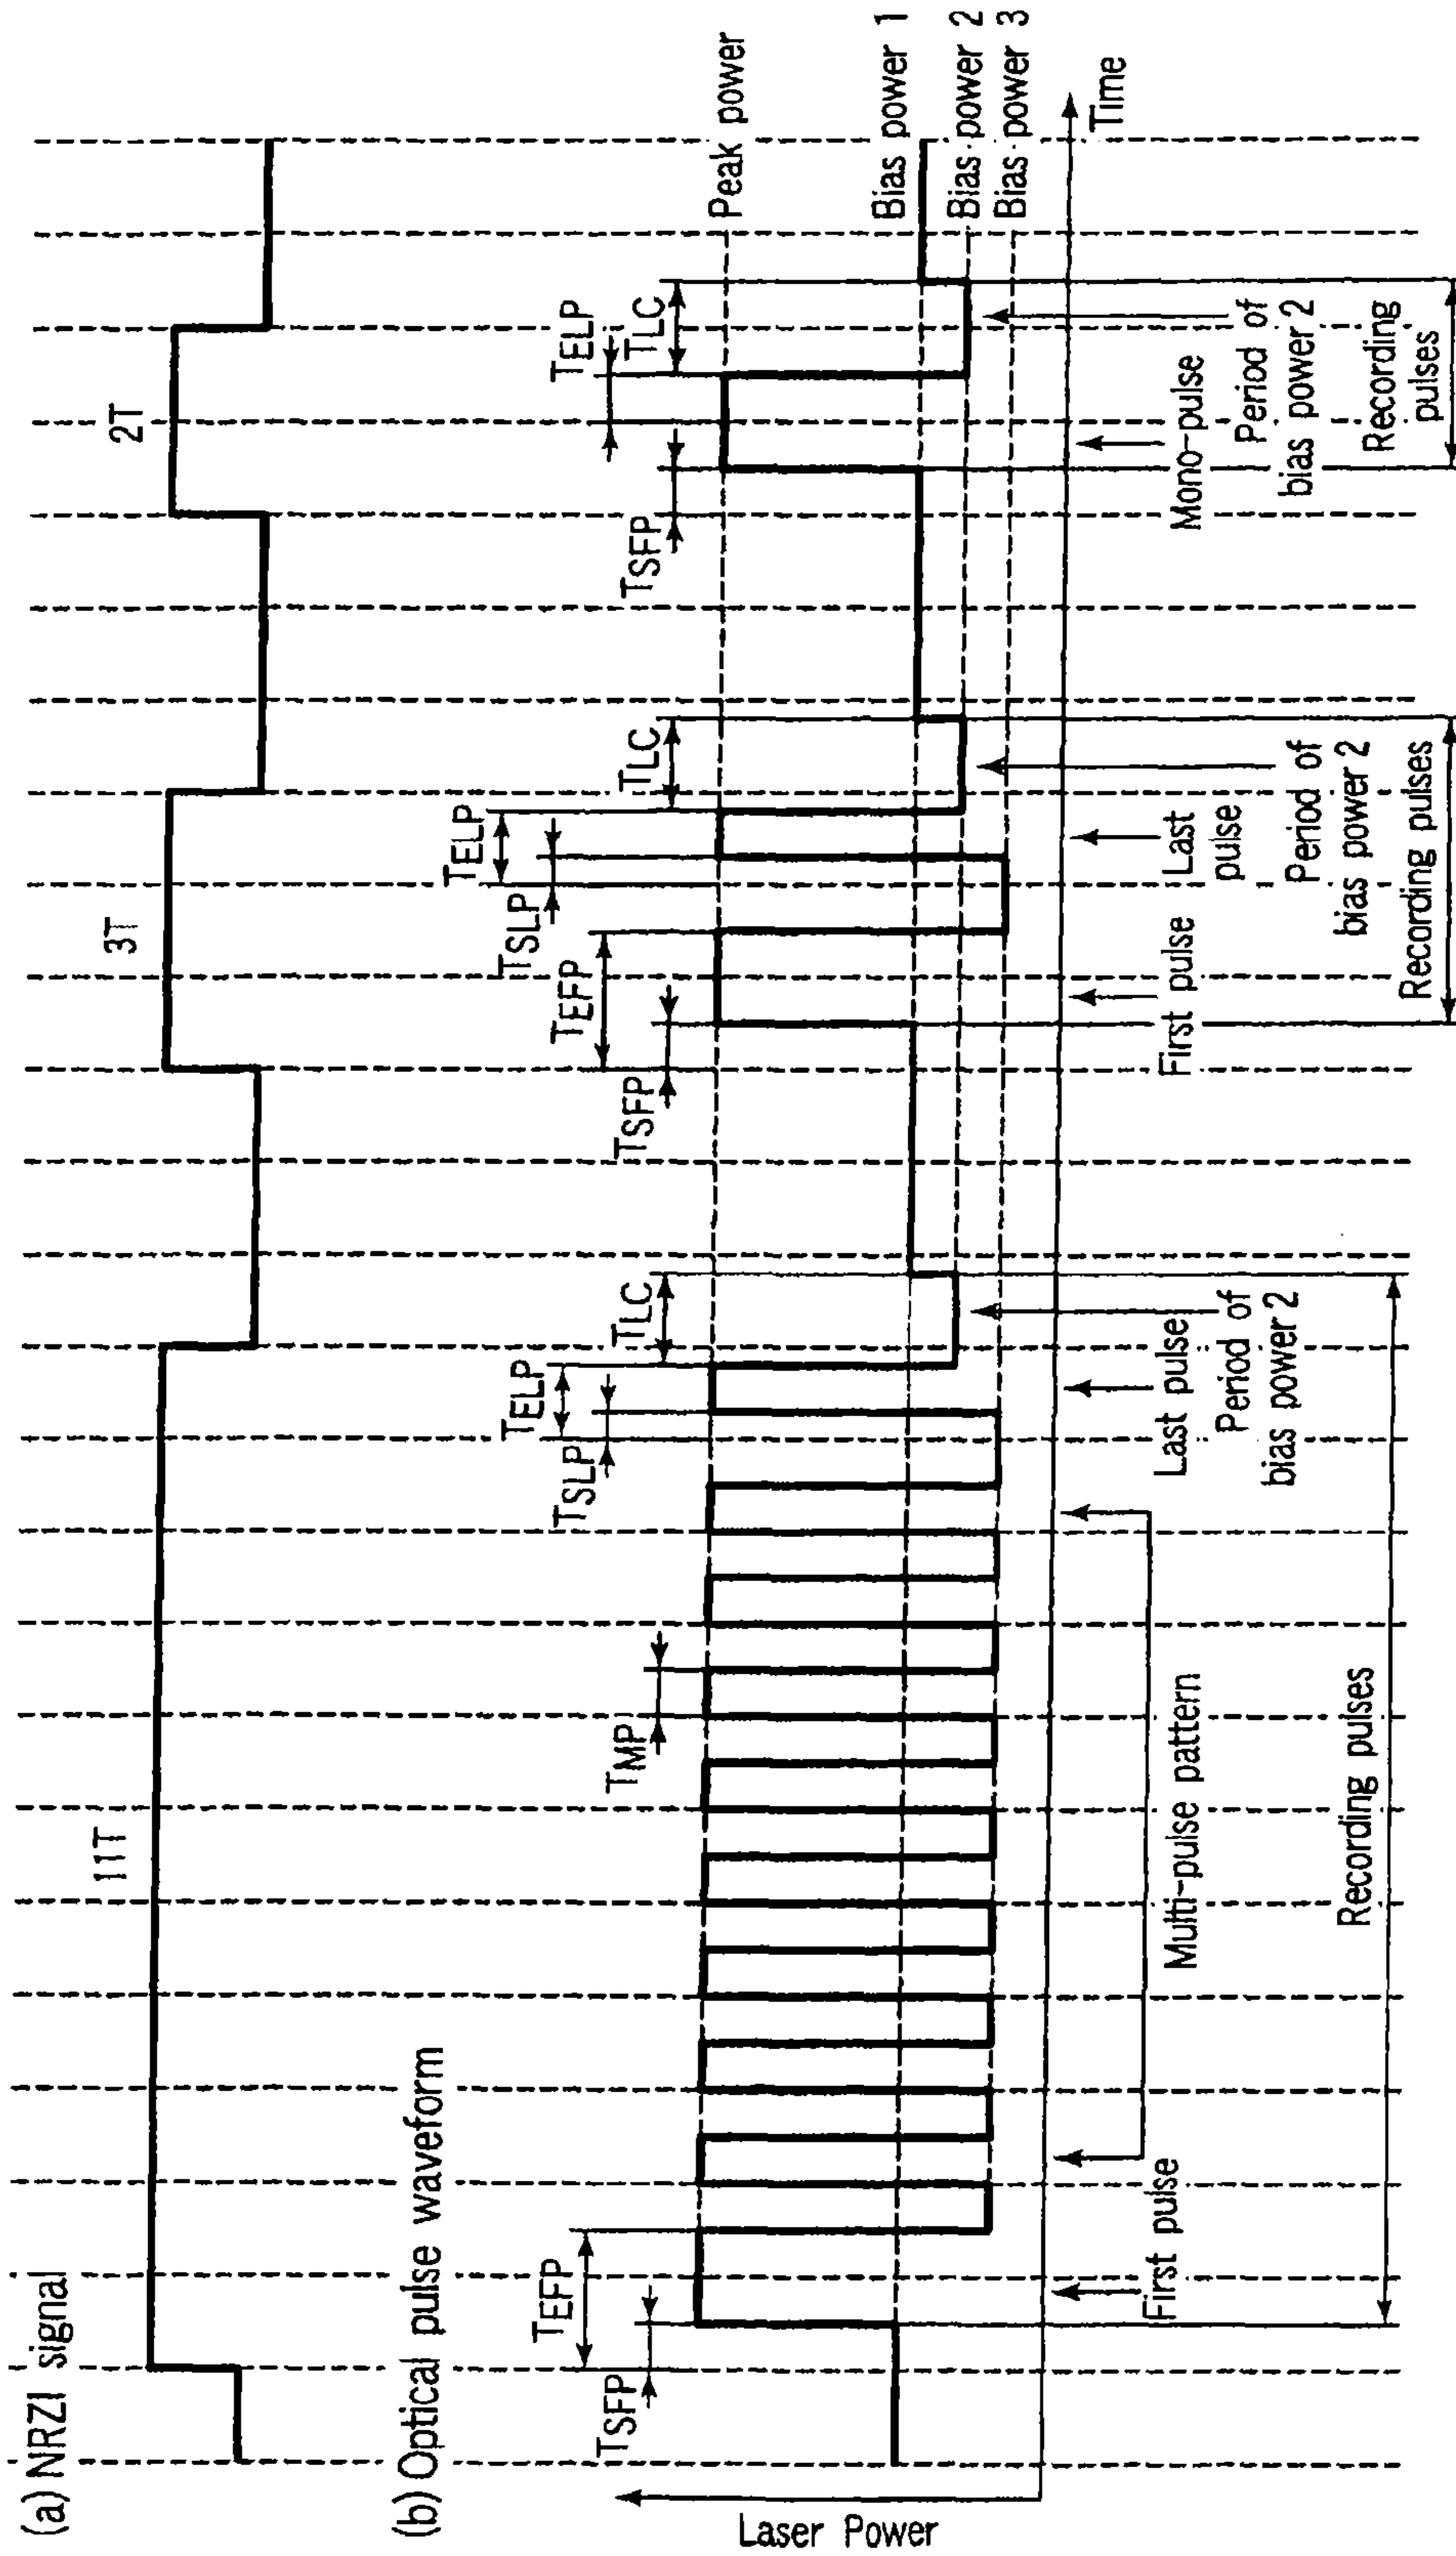 (a) NRZI signal
11T
3T
2T
(b) Optical pulse waveform
Laser Power
TSFP
TEFP
TMP
TSLP
TELP
TLC
TSFP
TEFP
TSLP
TELP
TLC
TSFP
TELP
TLC
Peak power
Bias power 1
Bias power 2
Bias power 3
Time
First pulse
Multi-pulse pattern
Last pulse
Period of
bias power 2
Recording pulses
First pulse
Last
pulse
Period of
bias power 2
Recording pulses
Mono-pulse
Period of
bias power 2
Recording
pulses